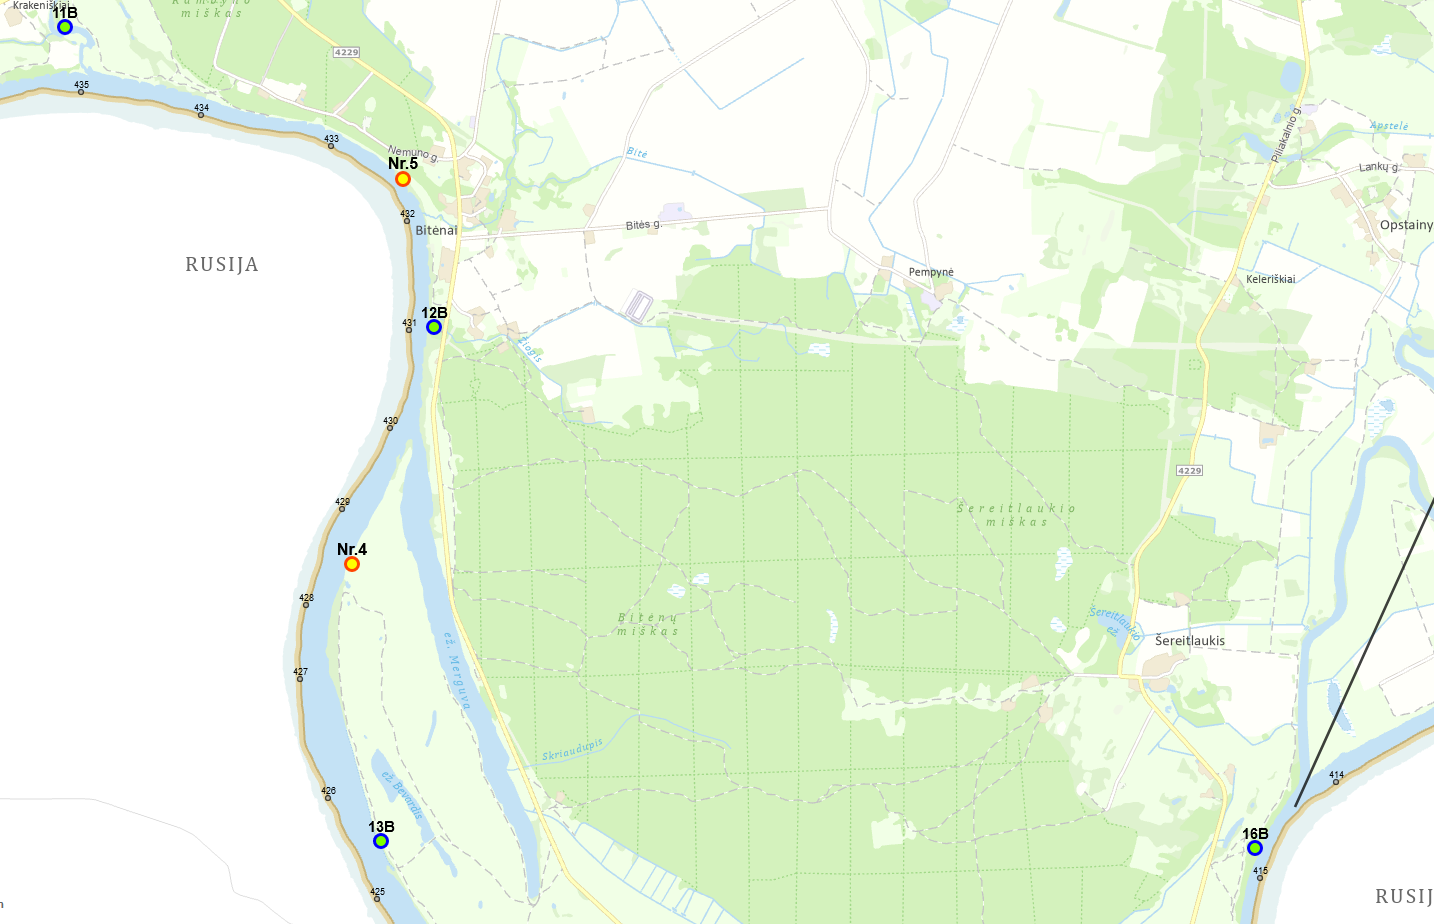 Krakeniškiai
11B
miškas
4229
435
434
433
Nemuno g.
Nr.5
432
Bitėnai
Bitė
Bitės g.
RUSIJA
Piliakalnio g.
Apstelė
Lankų g.
Opstainy
Pempynė
Keleriškiai
12B
431
Žiogis
430
429
4229
Šereitlaukio
miškas
Nr.4
428
Bitėnų
miškas
Šereitlaukio
ež.
Šereitlaukis
427
ež. Merguva
Skriaudupis
426
ež. Bevardis
13B
425
414
16B
415
RUSIJ